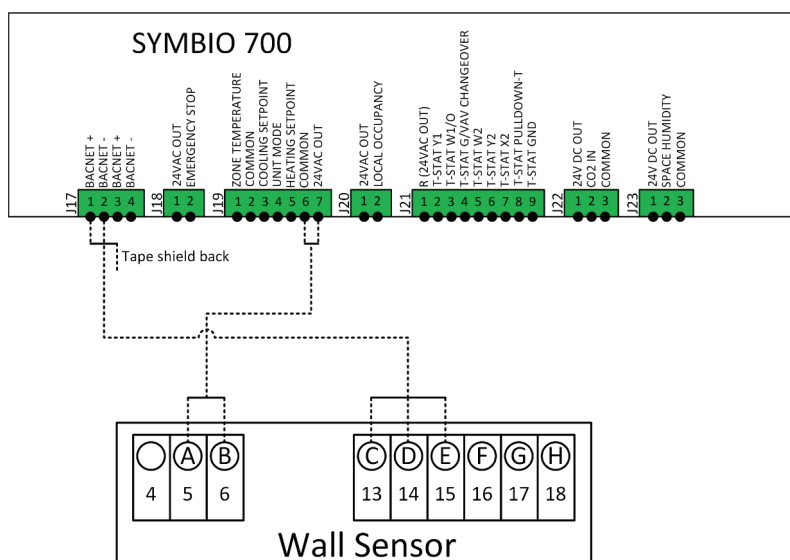 SYMBIO 700
BACNET +
BACNET -
BACNET +
BACNET -
24VAC OUT
EMERGENCY STOP
ZONE TEMPERATURE
COMMON
COOLING SETPOINT
UNIT MODE
HEATING SETPOINT
COMMON
24VAC OUT
24VAC OUT
LOCAL OCCUPANCY
R (24VAC OUT)
T-STAT Y1
T-STAT W1/O
T-STAT G/VAV CHANGEOVER
T-STAT W2
T-STAT Y2
T-STAT X2
T-STAT PULLDOWN-T
T-STAT GND
24V DC OUT
CO2 IN
COMMON
24V DC OUT
SPACE HUMIDITY
COMMON
J17 1 2 3 4 J18 1 2 J19 1 2 3 4 5 6 7 J20 1 2 J21 1 2 3 4 5 6 7 8 9 J22 1 2 3 J23 1 2 3
Tape shield back
A B C D E F G H
4 5 6 13 14 15 16 17 18
Wall Sensor